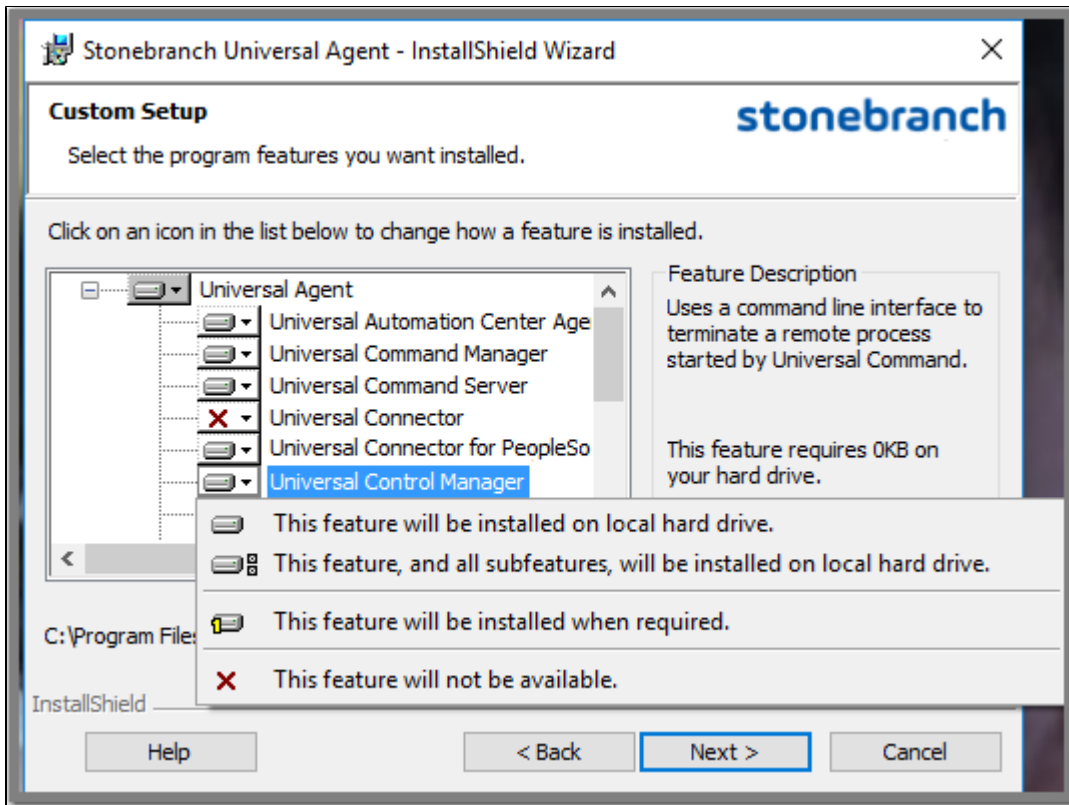 Stonebranch Universal Agent - InstallShield Wizard
Custom Setup
stonebranch
Select the program features you want installed.
Click on an icon in the list below to change how a feature is installed.
Universal Agent
Universal Automation Center Age
Universal Command Manager
Universal Command Server
Universal Connector
Universal Connector for PeopleSo
Universal Control Manager
Feature Description
Uses a command line interface to
terminate a remote process
started by Universal Command.
This feature requires 0KB on
your hard drive.
This feature will be installed on local hard drive.
This feature, and all subfeatures, will be installed on local hard drive.
This feature will be installed when required.
This feature will not be available.
C:\Program Files
InstallShield
Help
< Back
Next >
Cancel